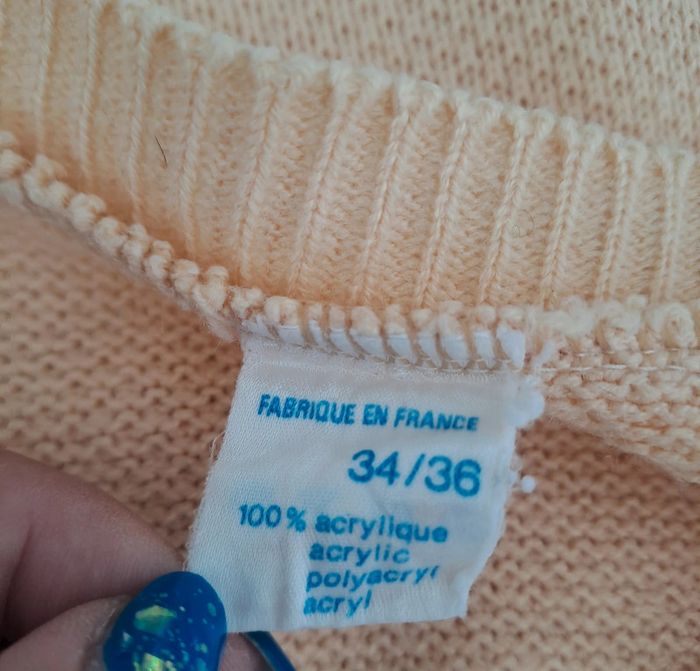 FABRIQUE EN FRANCE
34/36
100% acrylique
acrylic
polyacryl
acryl